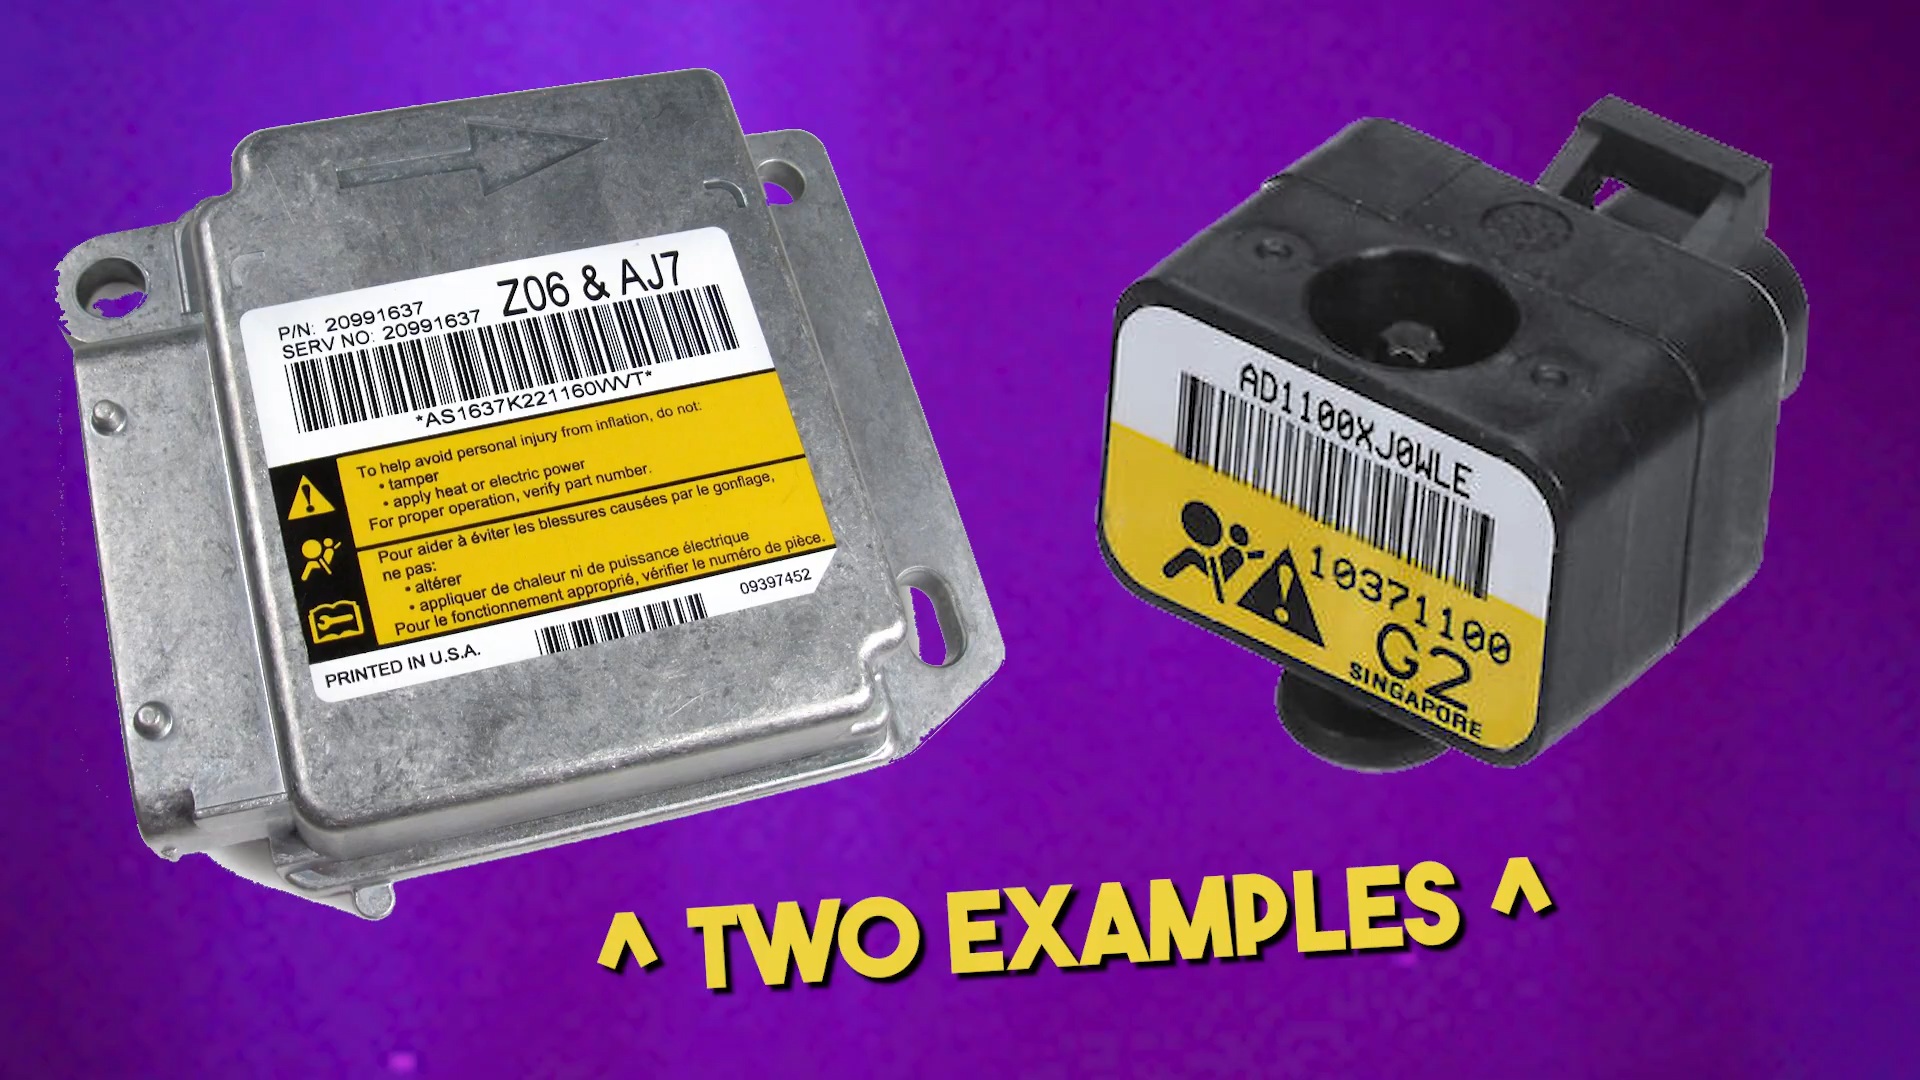 P/N: 20991637
SERV NO: 20991637
Z06 & AJ7
*AS1637K221160WVT*
To help avoid personal injury from inflation, do not:
• tamper
• apply heat or electric power
For proper operation, verify part number.
Pour aider à éviter les blessures causées par le gonflage,
ne pas:
• altérer
• appliquer de chaleur ni de puissance électrique
Pour le fonctionnement approprié, vérifier le numéro de pièce.
PRINTED IN U.S.A.
09397452
AD1100XJ0WLE
10371100
G2
SINGAPORE
^ TWO EXAMPLES ^